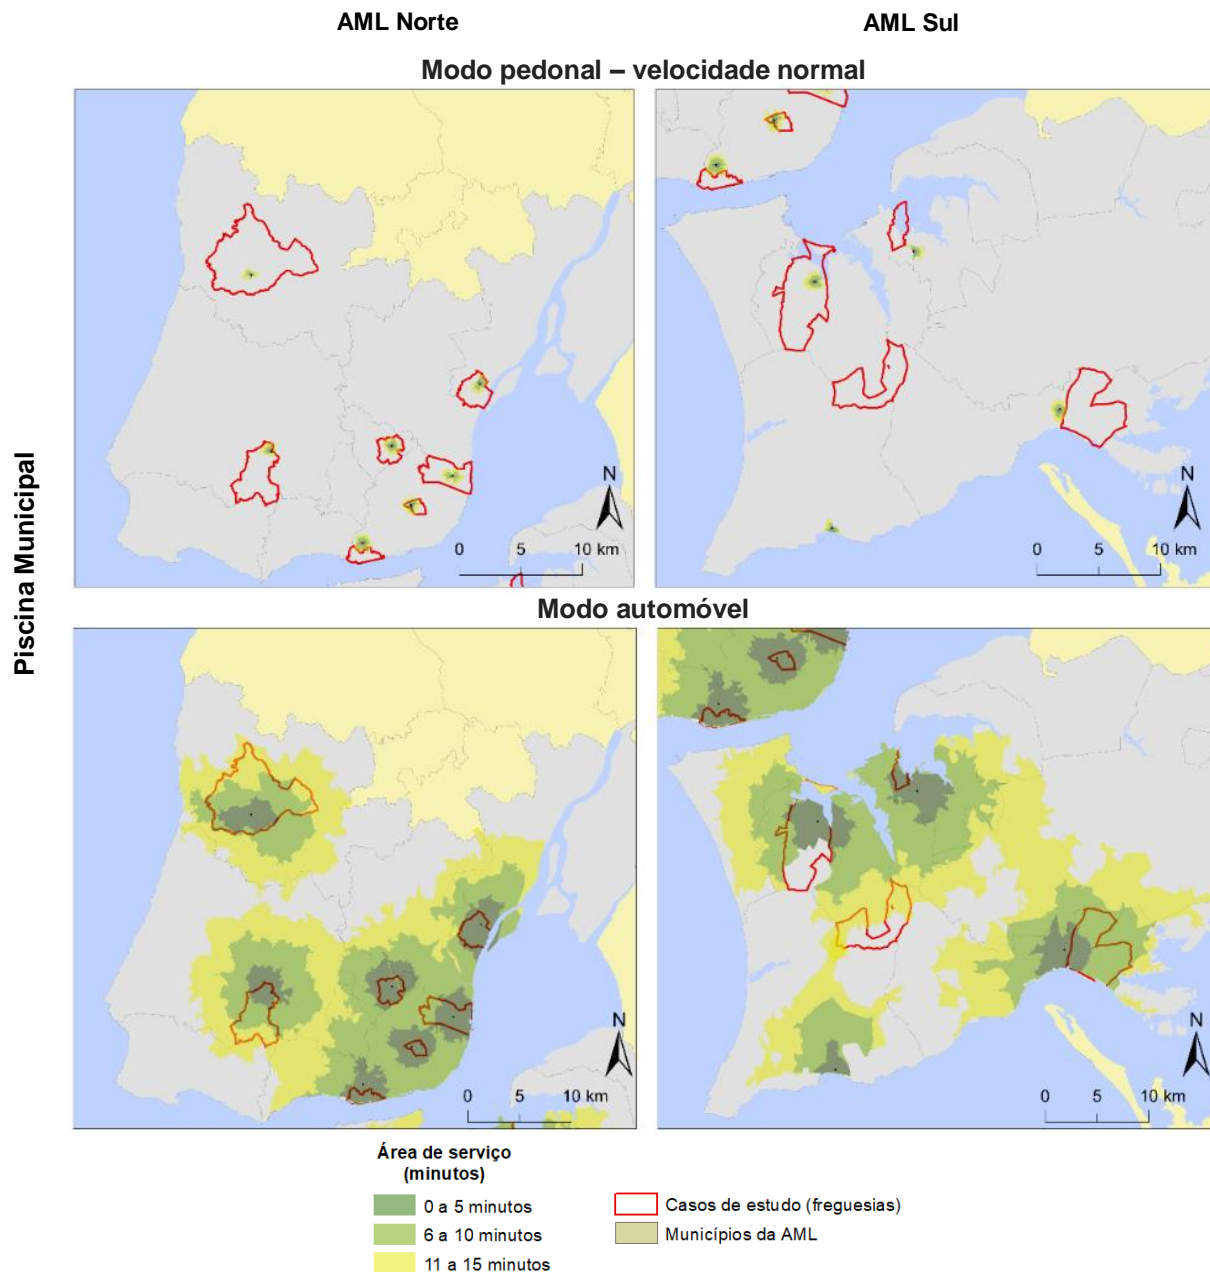 AML Norte
AML Sul
Modo pedonal – velocidade normal
Piscina Municipal
N
0 5 10 km
N
0 5 10 km
Modo automóvel
N
0 5 10 km
N
0 5 10 km
Área de serviço
(minutos)
0 a 5 minutos
6 a 10 minutos
11 a 15 minutos
Casos de estudo (freguesias)
Municípios da AML